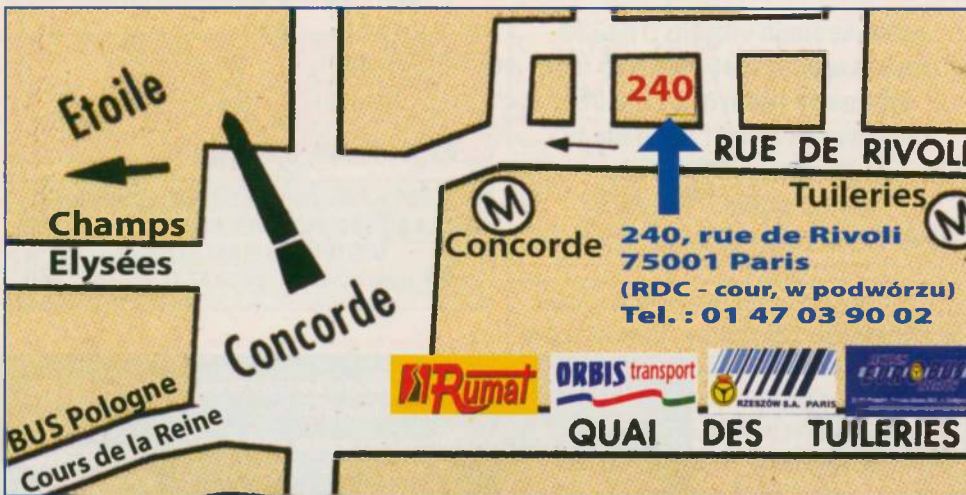 Etoile
240
RUE DE RIVOLI
Champs
Elysées
M
Concorde
Tuileries
M
240, rue de Rivoli
75001 Paris
(RDC - cour, w podwórzu)
Tel. : 01 47 03 90 02
Concorde
Rumat
ORBIS transport
RZESZÓW S.A. PARIS
BUS Pologne
Cours de la Reine
QUAI DES TUILERIES